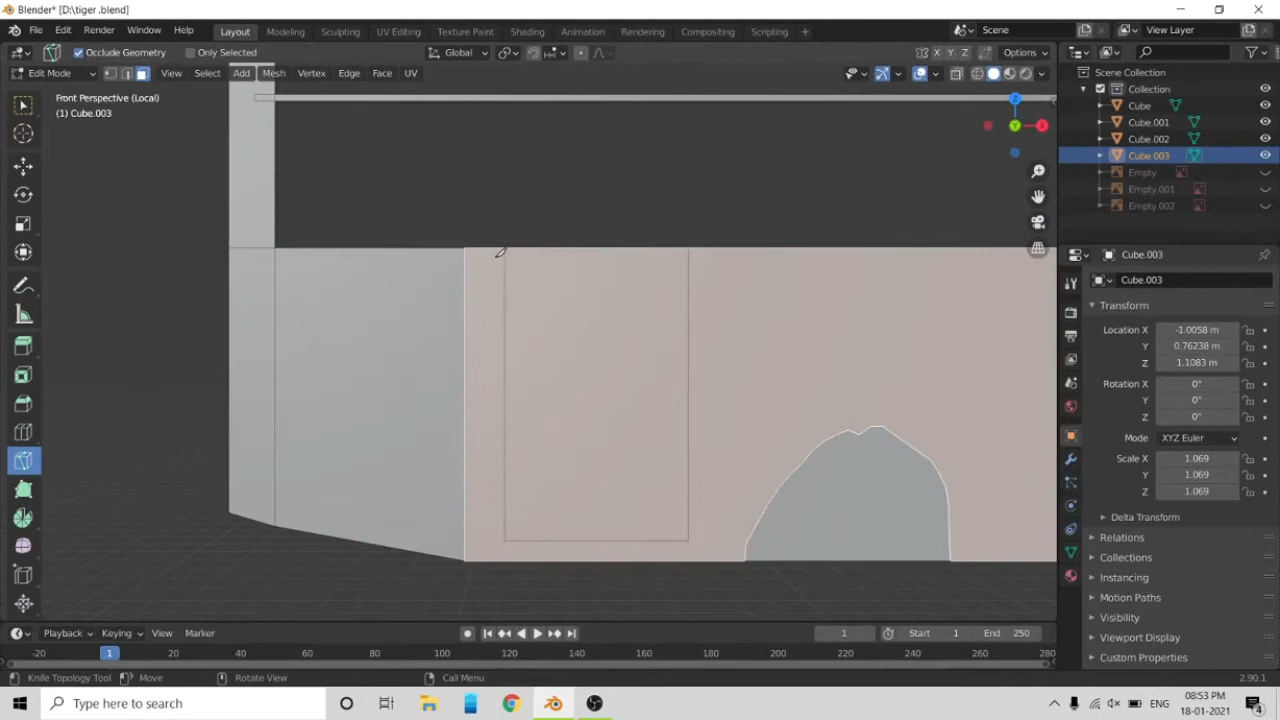 Blender* [D:\tiger .blend]
File Edit Render Window Help Layout Modeling Sculpting UV Editing Texture Paint Shading Animation Rendering Compositing Scripting + Scene View Layer
Occlude Geometry Only Selected Global X Y Z Options
Edit Mode View Select Add Mesh Vertex Edge Face UV
Scene Collection
Collection
Cube
Cube.001
Cube.002
Cube.003
Empty
Empty.001
Empty.002
Front Perspective (Local)
(1) Cube.003
Z
Y
X
Cube.003
Cube.003
Transform
Location X -1.0058 m
Y 0.76238 m
Z 1.1083 m
Rotation X 0°
Y 0°
Z 0°
Mode XYZ Euler
Scale X 1.069
Y 1.069
Z 1.069
Delta Transform
Relations
Collections
Instancing
Motion Paths
Visibility
Viewport Display
Custom Properties
Playback Keying View Marker 1 Start 1 End 250
-20 1 20 40 60 80 100 120 140 160 180 200 220 240 260 280
Knife Topology Tool Move Rotate View Call Menu 2.90.1
Type here to search ENG 08:53 PM
18-01-2021 4